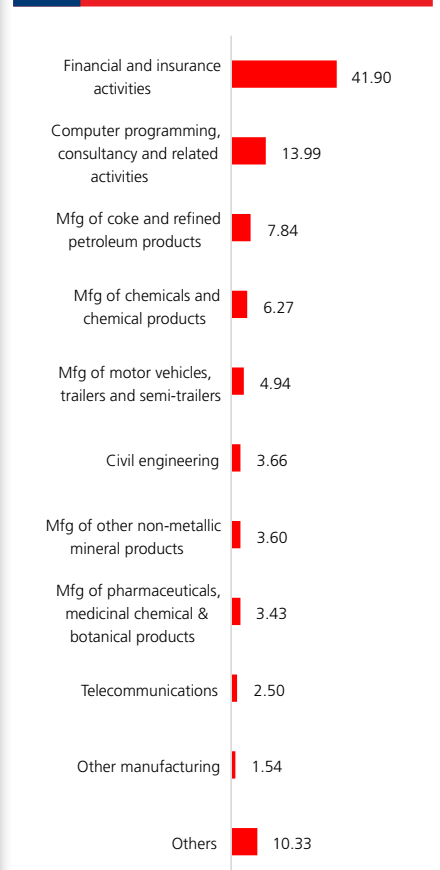 Financial and insurance
activities
41.90
Computer programming,
consultancy and related
activities
13.99
Mfg of coke and refined
petroleum products
7.84
Mfg of chemicals and
chemical products
6.27
Mfg of motor vehicles,
trailers and semi-trailers
4.94
Civil engineering
3.66
Mfg of other non-metallic
mineral products
3.60
Mfg of pharmaceuticals,
medicinal chemical &
botanical products
3.43
Telecommunications
2.50
Other manufacturing
1.54
Others
10.33